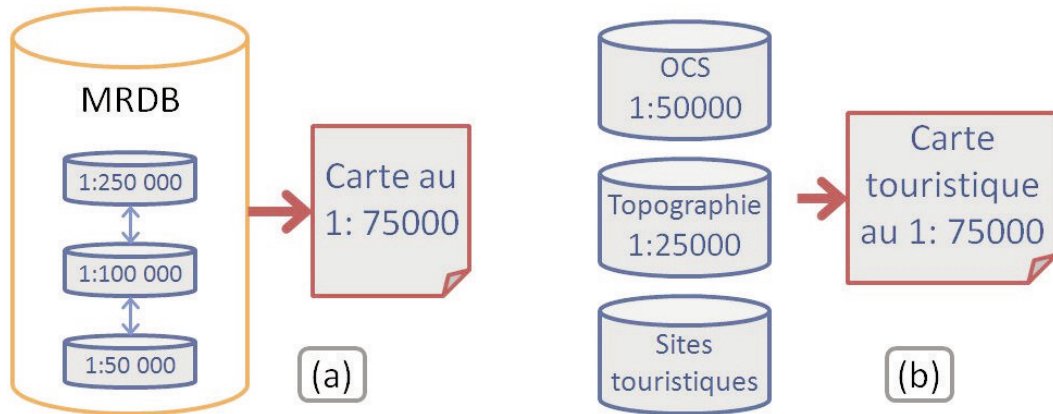 MRDB
1:250 000
1:100 000
1:50 000
Carte au
1: 75000
(a)
OCS
1:50000
Topographie
1:25000
Sites
touristiques
Carte
touristique
au 1: 75000
(b)